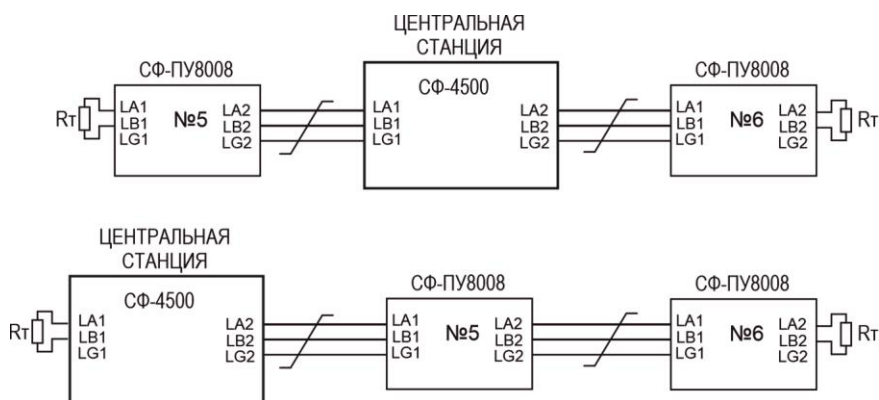 ЦЕНТРАЛЬНАЯ
СТАНЦИЯ
СФ-ПУ8008
СФ-4500
СФ-ПУ8008
Rт
LA1
LB1
LG1
№5
LA2
LB2
LG2
LA1
LB1
LG1
LA2
LB2
LG2
LA1
LB1
LG1
№6
LA2
LB2
LG2
Rт
ЦЕНТРАЛЬНАЯ
СТАНЦИЯ
СФ-4500
СФ-ПУ8008
СФ-ПУ8008
Rт
LA1
LB1
LG1
LA2
LB2
LG2
LA1
LB1
LG1
№5
LA2
LB2
LG2
LA1
LB1
LG1
№6
LA2
LB2
LG2
Rт